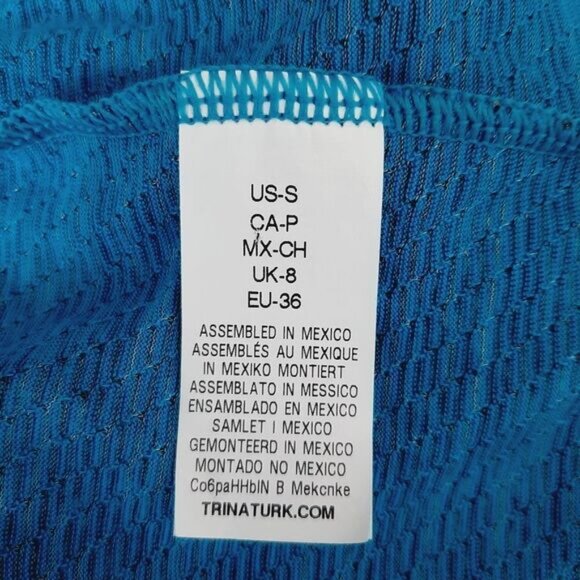 US-S
CA-P
MX-CH
UK-8
EU-36
ASSEMBLED IN MEXICO
ASSEMBLÉS AU MEXIQUE
IN MEXIKO MONTIERT
ASSEMBLATO IN MESSICO
ENSAMBLADO EN MEXICO
SAMLET I MEXICO
GEMONTEERD IN MEXICO
MONTADO NO MEXICO
Co6paHHbIN B Mekcnke
TRINATURK.COM